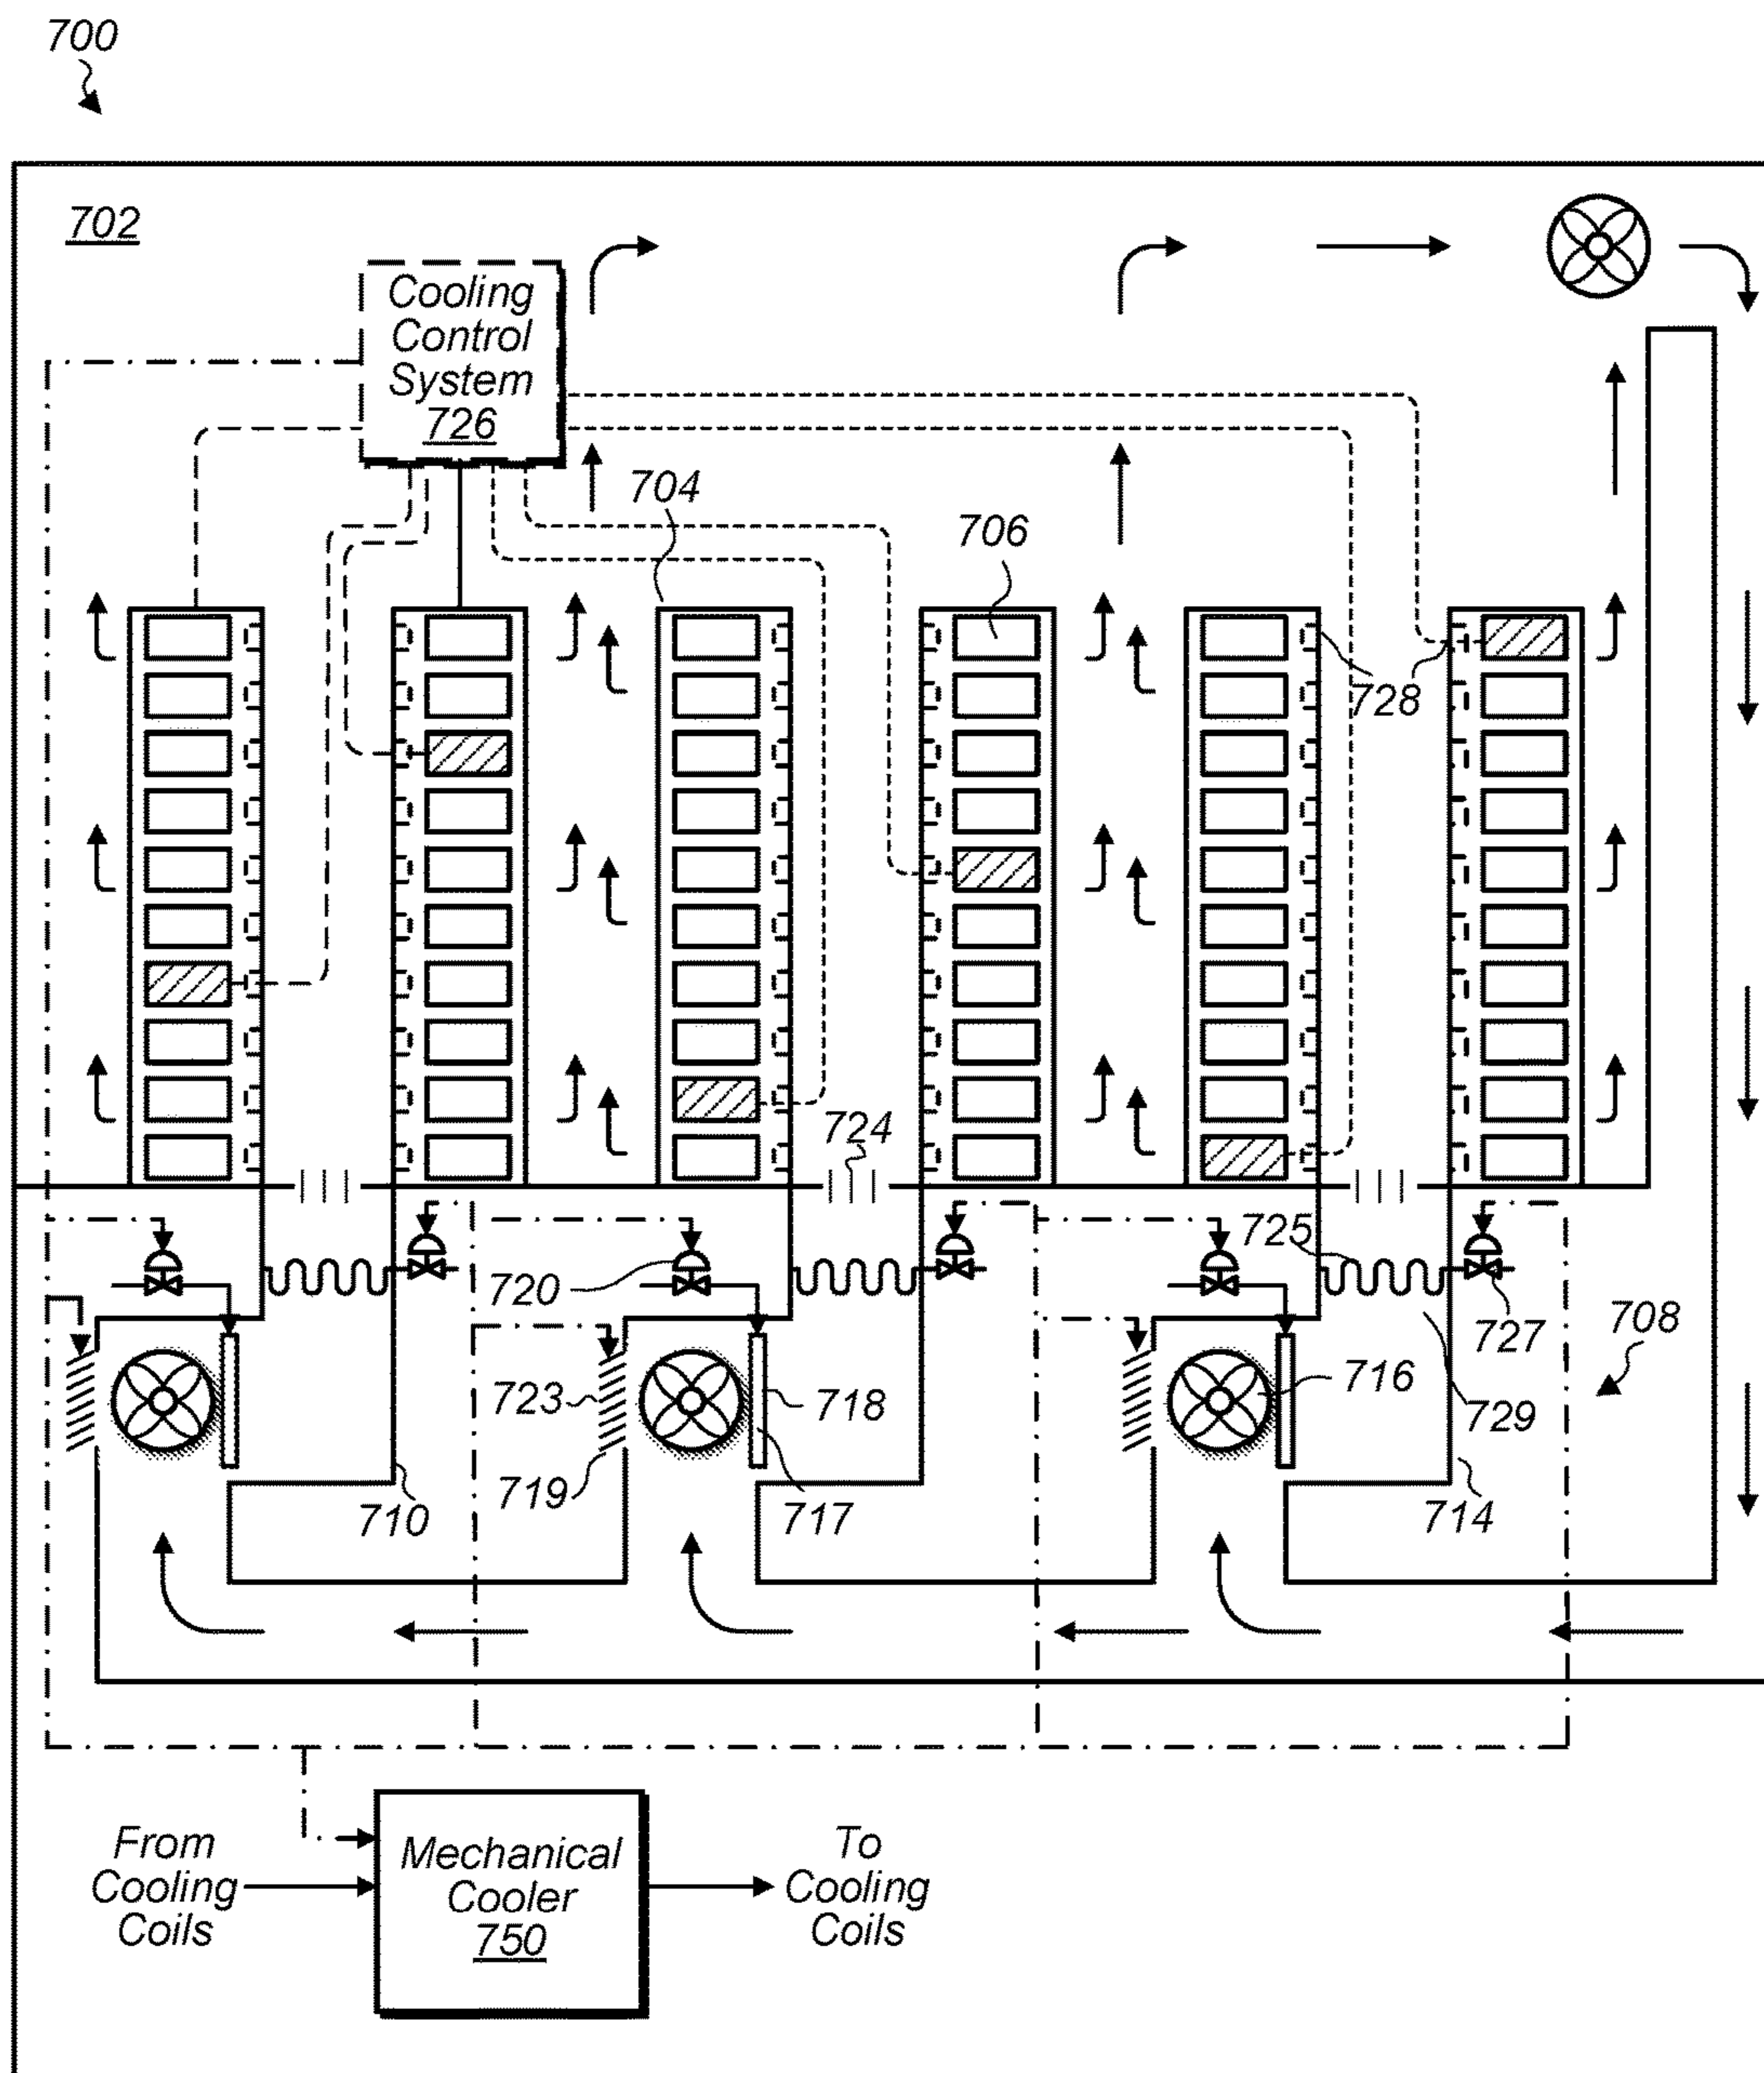 700
702
Cooling
Control
System
726
704
706
728
724
725
720
727
708
723
718
716
729
719
717
710
714
From
Cooling
Coils
Mechanical
Cooler
750
To
Cooling
Coils